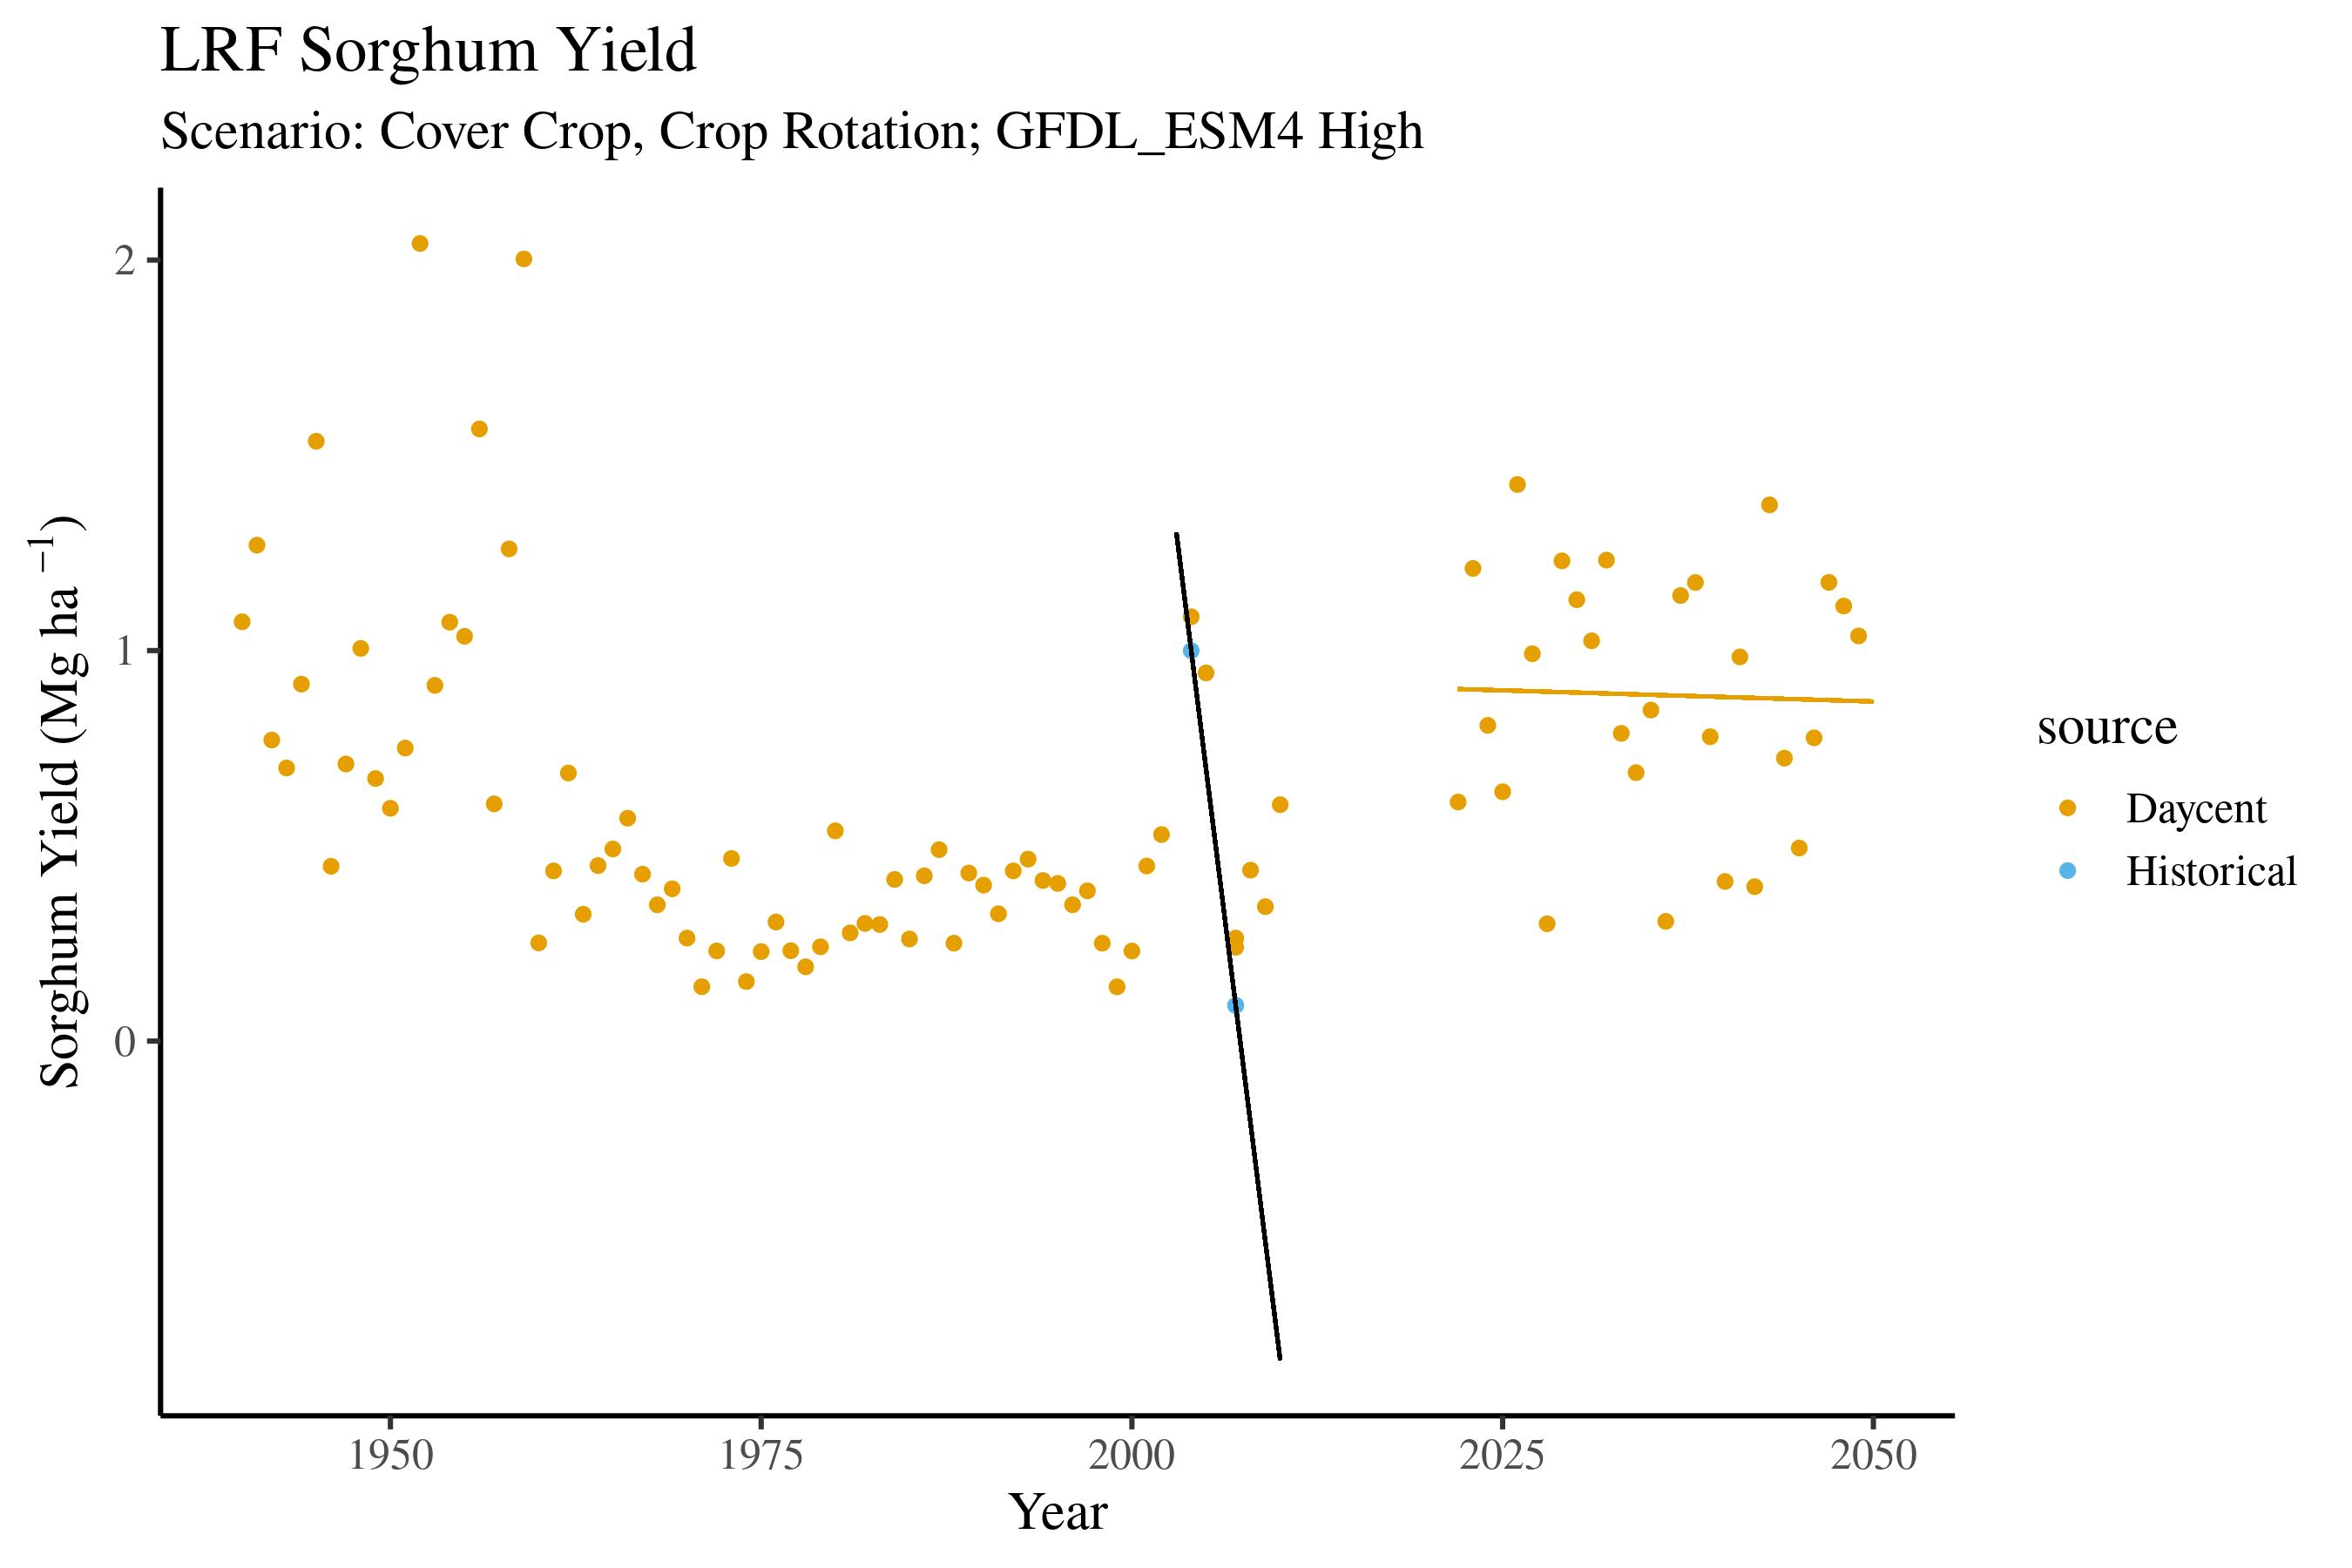 LRF Sorghum Yield
Scenario: Cover Crop, Crop Rotation; GFDL_ESM4 High
Sorghum Yield (Mg ha −1)
2
1
0
1950
1975
2000
2025
2050
Year
source
Daycent
Historical